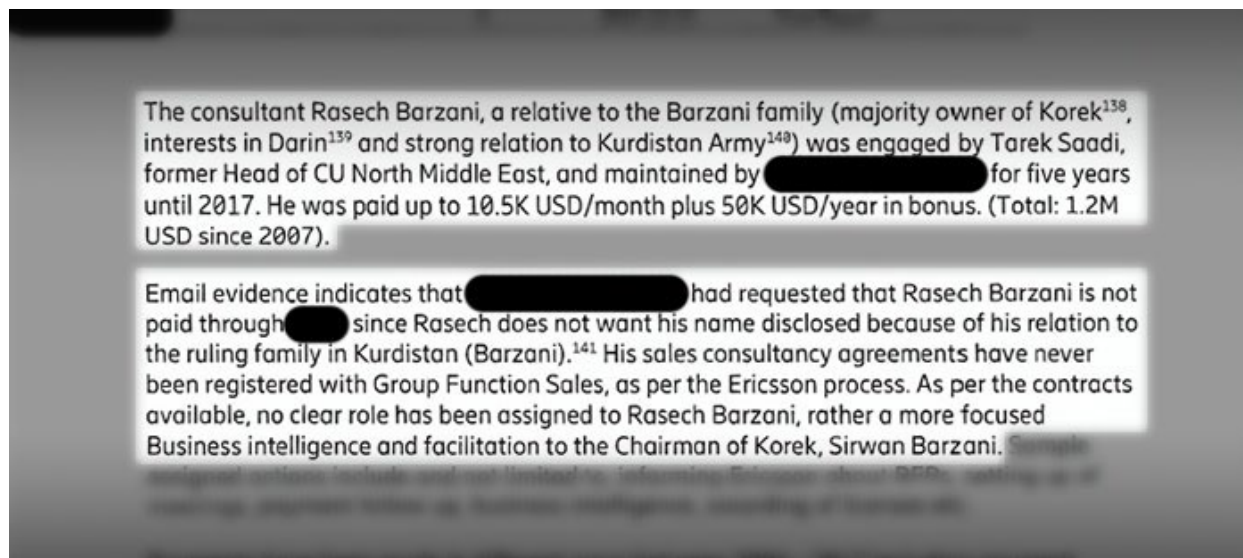 The consultant Rasech Barzani, a relative to the Barzani family (majority owner of Korek¹³⁸,
interests in Darin¹³⁹ and strong relation to Kurdistan Army¹⁴⁰) was engaged by Tarek Saadi,
former Head of CU North Middle East, and maintained by for five years
until 2017. He was paid up to 10.5K USD/month plus 50K USD/year in bonus. (Total: 1.2M
USD since 2007).
Email evidence indicates that had requested that Rasech Barzani is not
paid through since Rasech does not want his name disclosed because of his relation to
the ruling family in Kurdistan (Barzani).¹⁴¹ His sales consultancy agreements have never
been registered with Group Function Sales, as per the Ericsson process. As per the contracts
available, no clear role has been assigned to Rasech Barzani, rather a more focused
Business intelligence and facilitation to the Chairman of Korek, Sirwan Barzani.